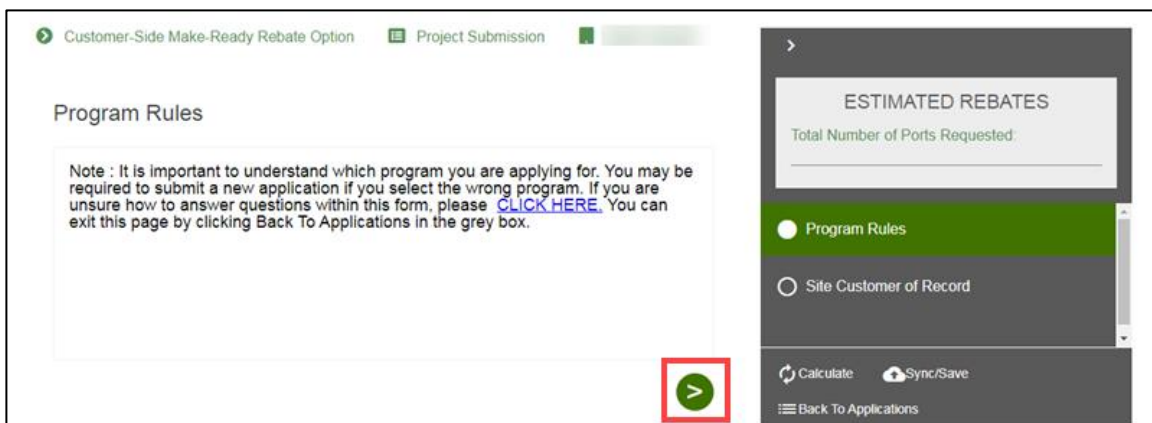 Customer-Side Make-Ready Rebate Option Project Submission
Program Rules
Note : It is important to understand which program you are applying for. You may be
required to submit a new application if you select the wrong program. If you are
unsure how to answer questions within this form, please CLICK HERE. You can
exit this page by clicking Back To Applications in the grey box.
>
>
ESTIMATED REBATES
Total Number of Ports Requested:
Program Rules
Site Customer of Record
Calculate Sync/Save
Back To Applications